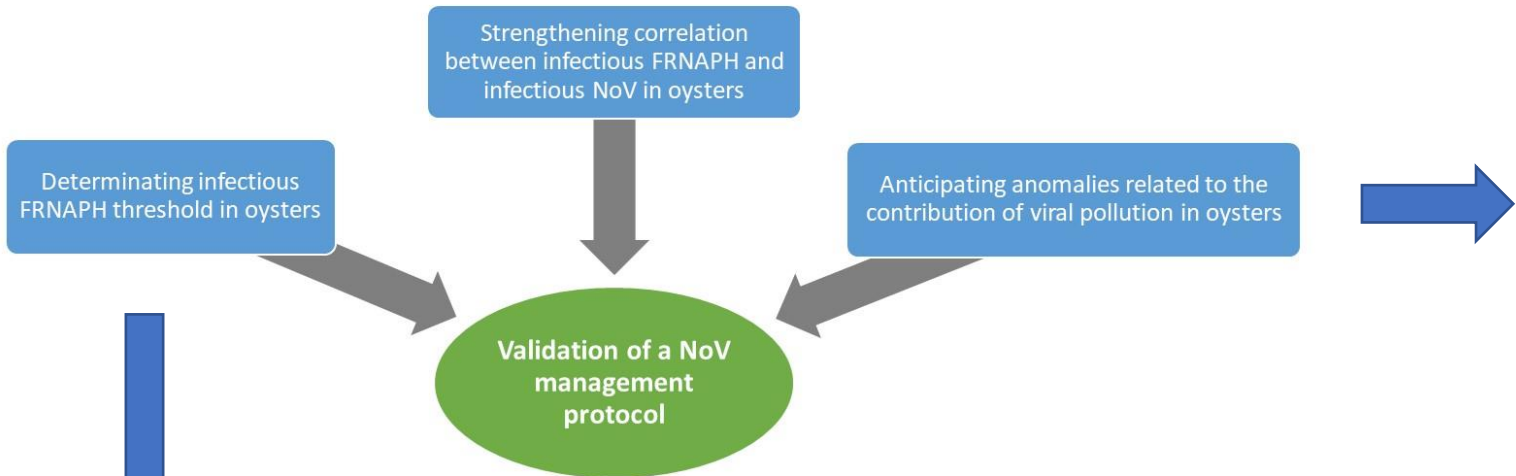 Strengthening correlation
between infectious FRNAPH and
infectious NoV in oysters
Determinating infectious
FRNAPH threshold in oysters
Anticipating anomalies related to the
contribution of viral pollution in oysters
Validation of a NoV
management
protocol